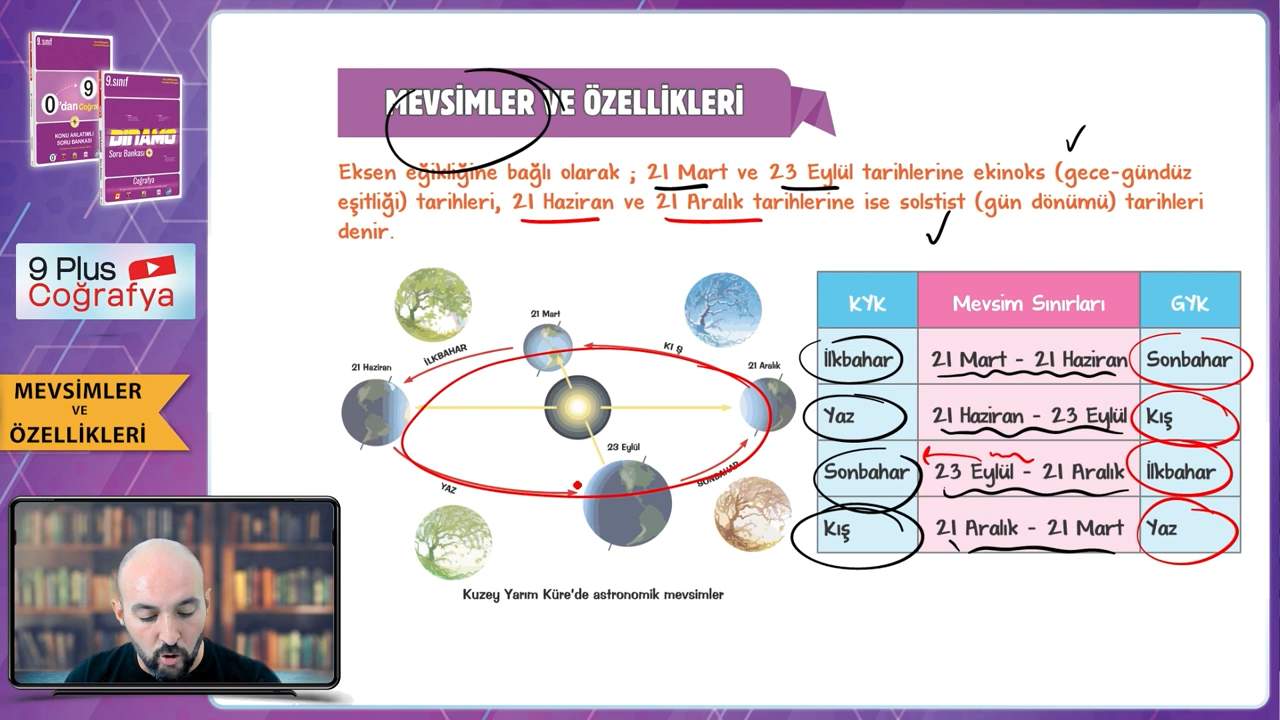 9.sınıf
0'dan
9
Coğrafya
KONU ANLATIMLI
SORU BANKASI
9.sınıf
DİNAMO
Soru Bankası
Coğrafya
9 Plus
Coğrafya
MEVSİMLER
VE
ÖZELLİKLERİ
MEVSİMLER VE ÖZELLİKLERİ
Eksen eğikliğine bağlı olarak ; 21 Mart ve 23 Eylül tarihlerine ekinoks (gece-gündüz
eşitliği) tarihleri, 21 Haziran ve 21 Aralık tarihlerine ise solstist (gün dönümü) tarihleri
denir.
21 Mart
İLKBAHAR
KI Ş
21 Haziran
21 Aralık
23 Eylül
YAZ
SONBAHAR
Kuzey Yarım Küre'de astronomik mevsimler
KYK Mevsim Sınırları GYK
İlkbahar 21 Mart - 21 Haziran Sonbahar
Yaz 21 Haziran - 23 Eylül Kış
Sonbahar 23 Eylül - 21 Aralık İlkbahar
Kış 21 Aralık - 21 Mart Yaz